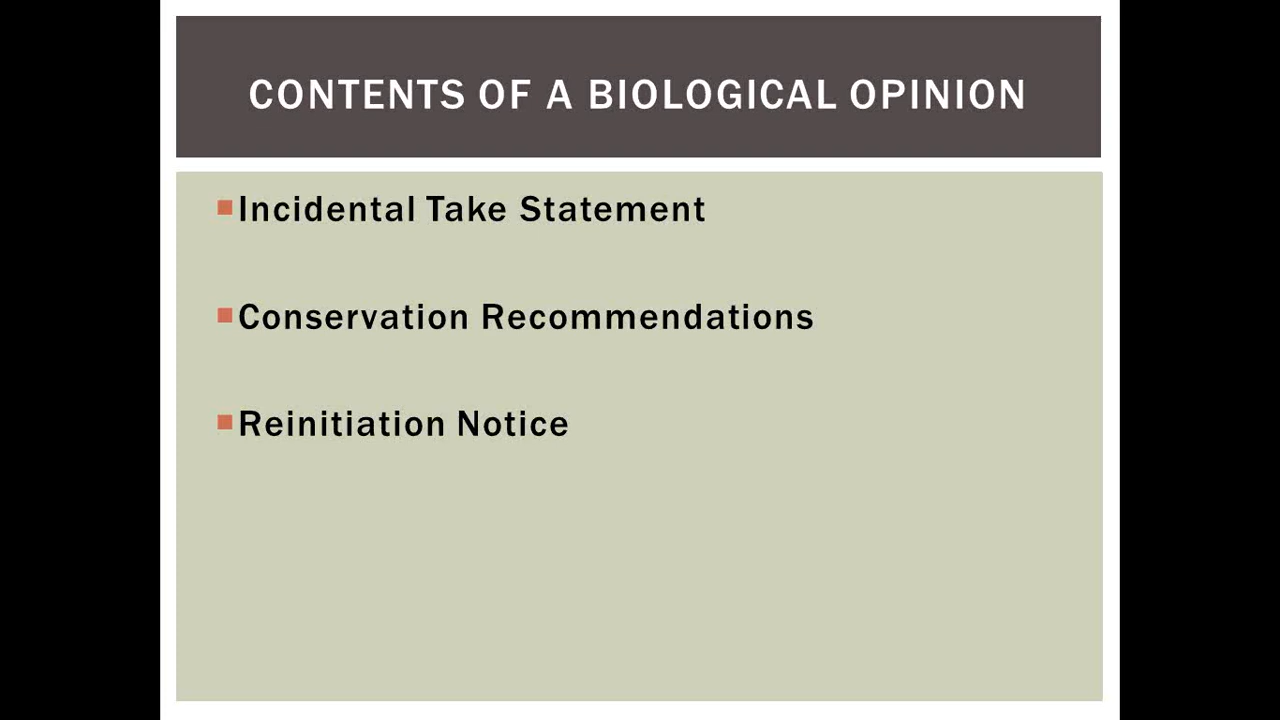 CONTENTS OF A BIOLOGICAL OPINION
Incidental Take Statement
Conservation Recommendations
Reinitiation Notice